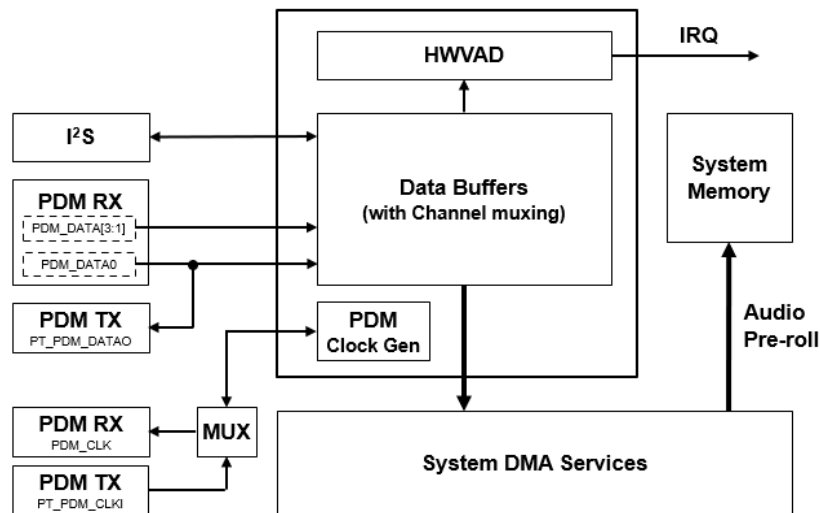 HWVAD
IRQ
I²S
Data Buffers
(with Channel muxing)
System
Memory
PDM RX
PDM_DATA[3:1]
PDM_DATA0
PDM TX
PT_PDM_DATAO
PDM
Clock Gen
Audio
Pre-roll
PDM RX
PDM_CLK
MUX
PDM TX
PT_PDM_CLKI
System DMA Services